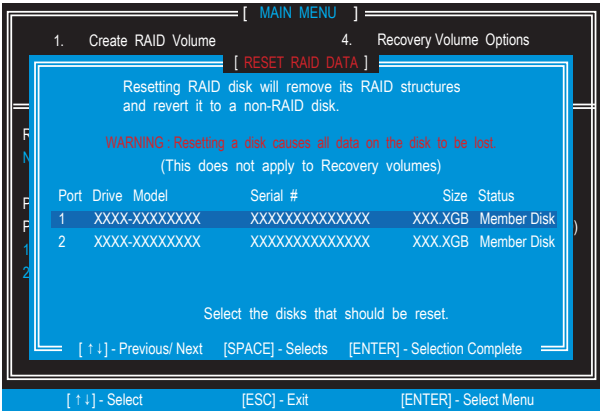 [ MAIN MENU ]
1. Create RAID Volume 4. Recovery Volume Options
[ RESET RAID DATA ]
Resetting RAID disk will remove its RAID structures
and revert it to a non-RAID disk.
WARNING : Resetting a disk causes all data on the disk to be lost.
(This does not apply to Recovery volumes)
Port Drive Model Serial # Size Status
1 XXXX-XXXXXXXX XXXXXXXXXXXXXX XXX.XGB Member Disk
2 XXXX-XXXXXXXX XXXXXXXXXXXXXX XXX.XGB Member Disk
Select the disks that should be reset.
[ ↑↓] - Previous/ Next [SPACE] - Selects [ENTER] - Selection Complete
[ ↑↓] - Select [ESC] - Exit [ENTER] - Select Menu